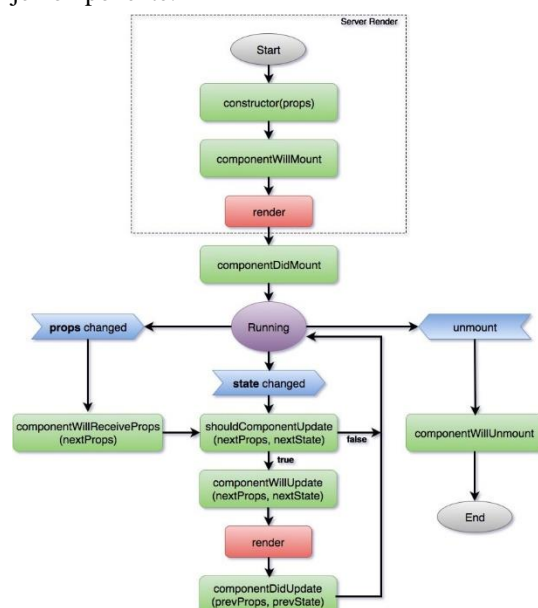 Server Render
Start
constructor(props)
componentWillMount
render
componentDidMount
props changed
Running
unmount
state changed
componentWillReceiveProps
(nextProps)
shouldComponentUpdate
(nextProps, nextState)
false
componentWillUnmount
true
componentWillUpdate
(nextProps, nextState)
End
render
componentDidUpdate
(prevProps, prevState)